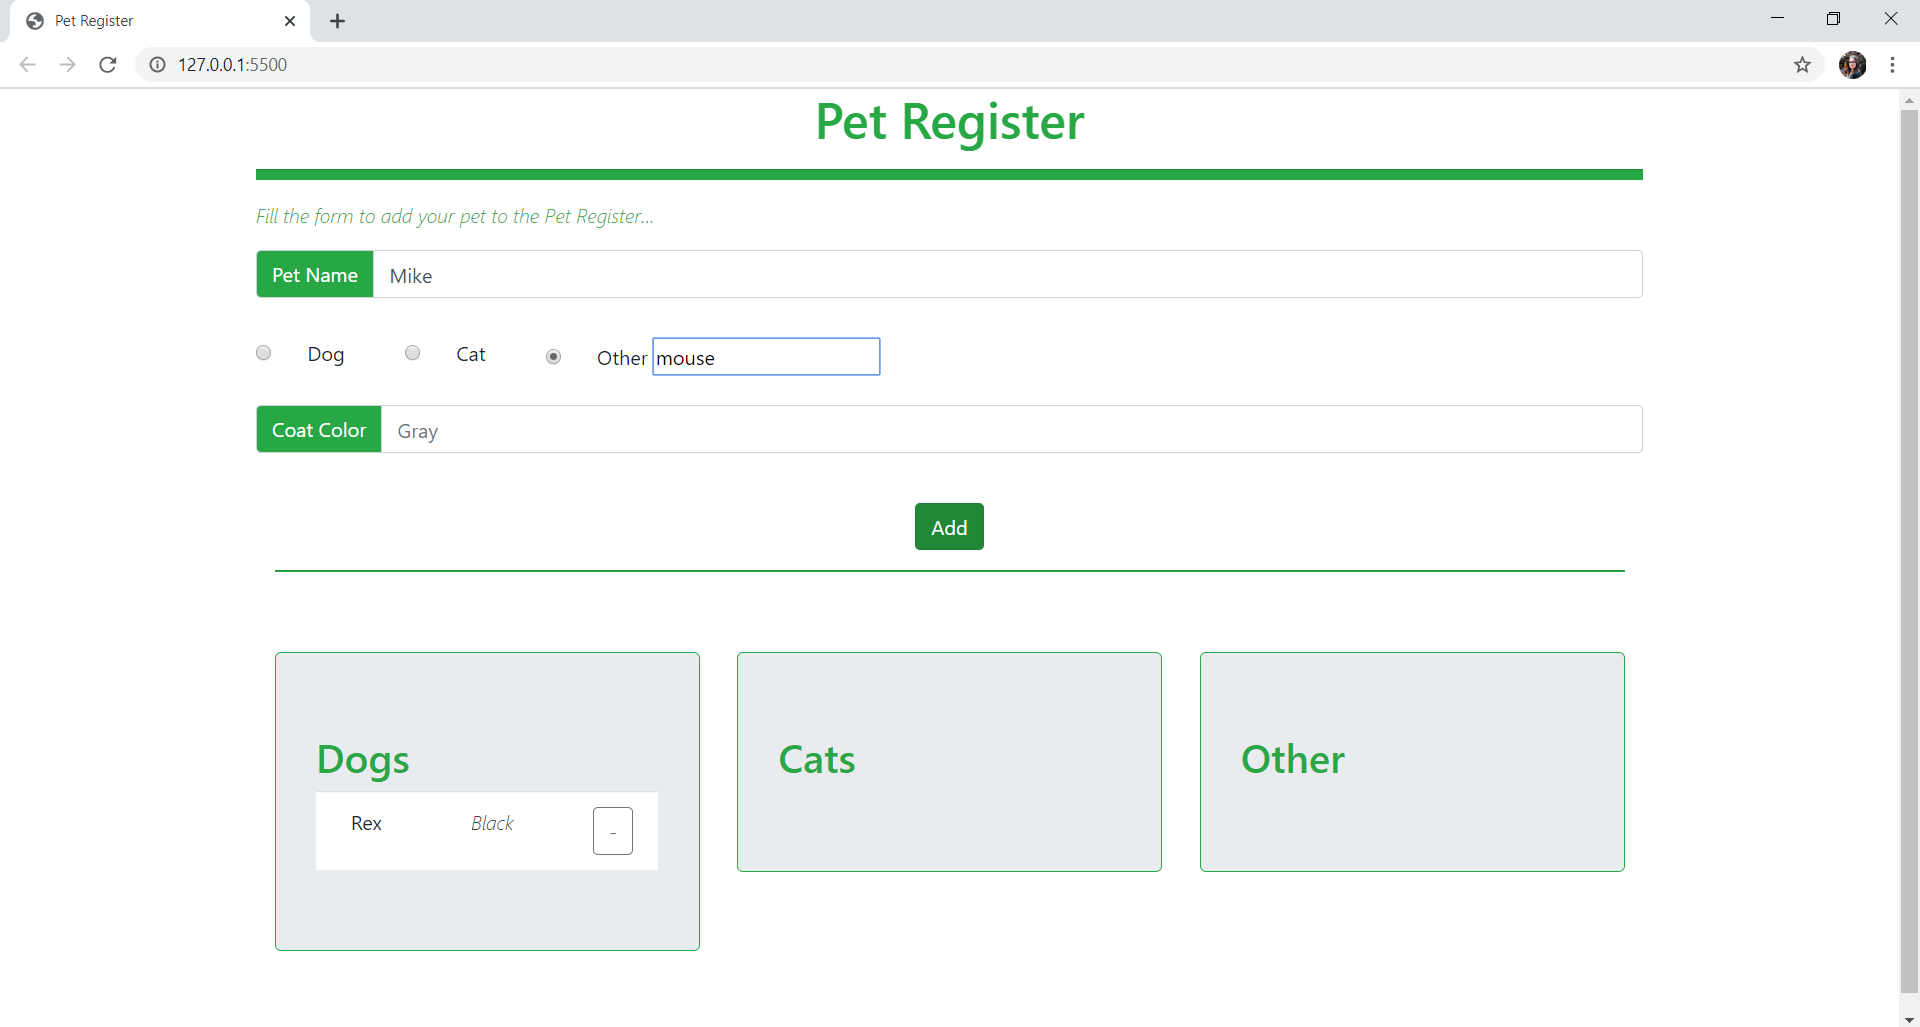 Pet Register
127.0.0.1:5500
Pet Register
Fill the form to add your pet to the Pet Register...
Pet Name Mike
Dog Cat Other mouse
Coat Color Gray
Add
Dogs Cats Other
Rex Black -